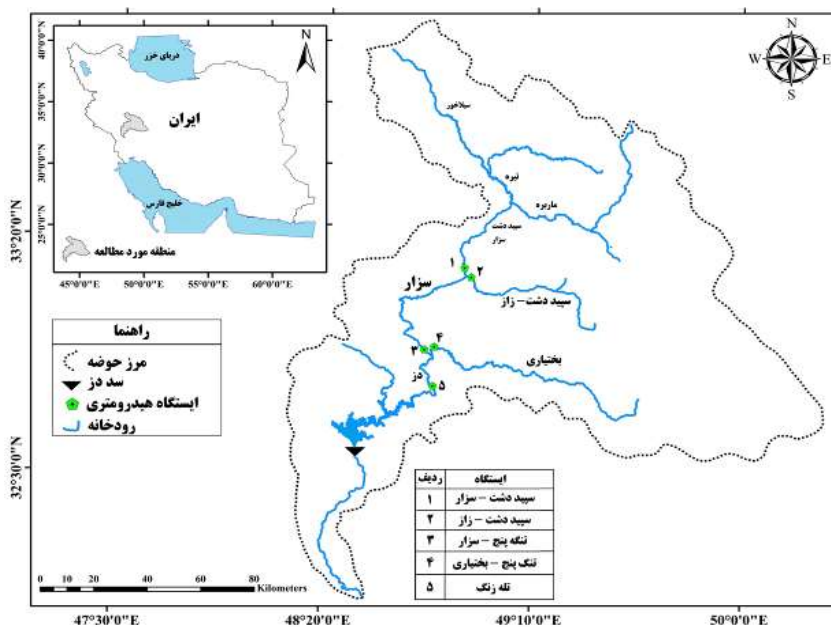 N
40°0'0"N
35°0'0"N
30°0'0"N
25°0'0"N
دریای خزر
ایران
خلیج فارس
منطقه مورد مطالعه
45°0'0"E
50°0'0"E
55°0'0"E
60°0'0"E
N
W
E
S
سیلاخور
تیره
ماربره
سپید دشت
سزار
۱
۲
سزار
سپید دشت - زاز
۳
۴
بختیاری
دز
۵
راهنما
مرز حوضه
سد دز
ایستگاه هیدرومتری
رودخانه
ردیف ایستگاه
۱ سپید دشت - سزار
۲ سپید دشت - زاز
۳ تنگه پنج - سزار
۴ تنگ پنج - بختیاری
۵ تله زنگ
0 10 20 40 60 80
Kilometers
33°20'0"N
32°30'0"N
47°30'0"E
48°20'0"E
49°10'0"E
50°0'0"E